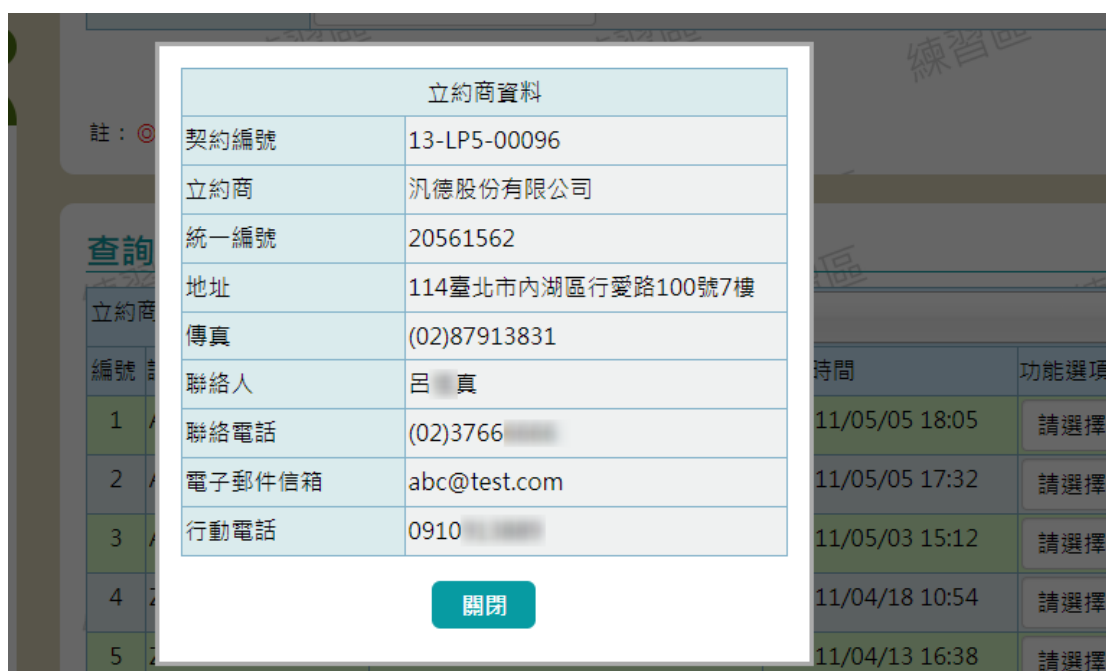 練習區
註：◎
立約商資料
契約編號 13-LP5-00096
立約商 汎德股份有限公司
統一編號 20561562
地址 114臺北市內湖區行愛路100號7樓
傳真 (02)87913831
聯絡人 呂 真
聯絡電話 (02)3766
電子郵件信箱 abc@test.com
行動電話 0910
關閉
查詢
立約商
編號 時間 功能選項
1 11/05/05 18:05 請選擇
2 11/05/05 17:32 請選擇
3 11/05/03 15:12 請選擇
4 11/04/18 10:54 請選擇
5 11/04/13 16:38 請選擇